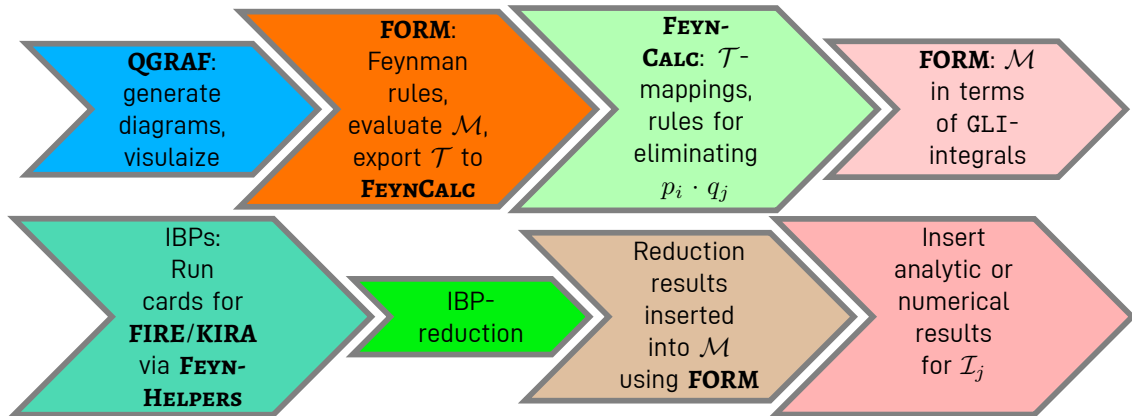 QGRAF:
generate
diagrams,
visulaize
FORM:
Feynman
rules,
evaluate ℳ,
export 𝒯 to
FEYNCALC
FEYN-
CALC: 𝒯-
mappings,
rules for
eliminating
pᵢ · qⱼ
FORM: ℳ
in terms
of GLI-
integrals
IBPs:
Run
cards for
FIRE/KIRA
via FEYN-
HELPERS
IBP-
reduction
Reduction
results
inserted
into ℳ
using FORM
Insert
analytic or
numerical
results
for ℐⱼ